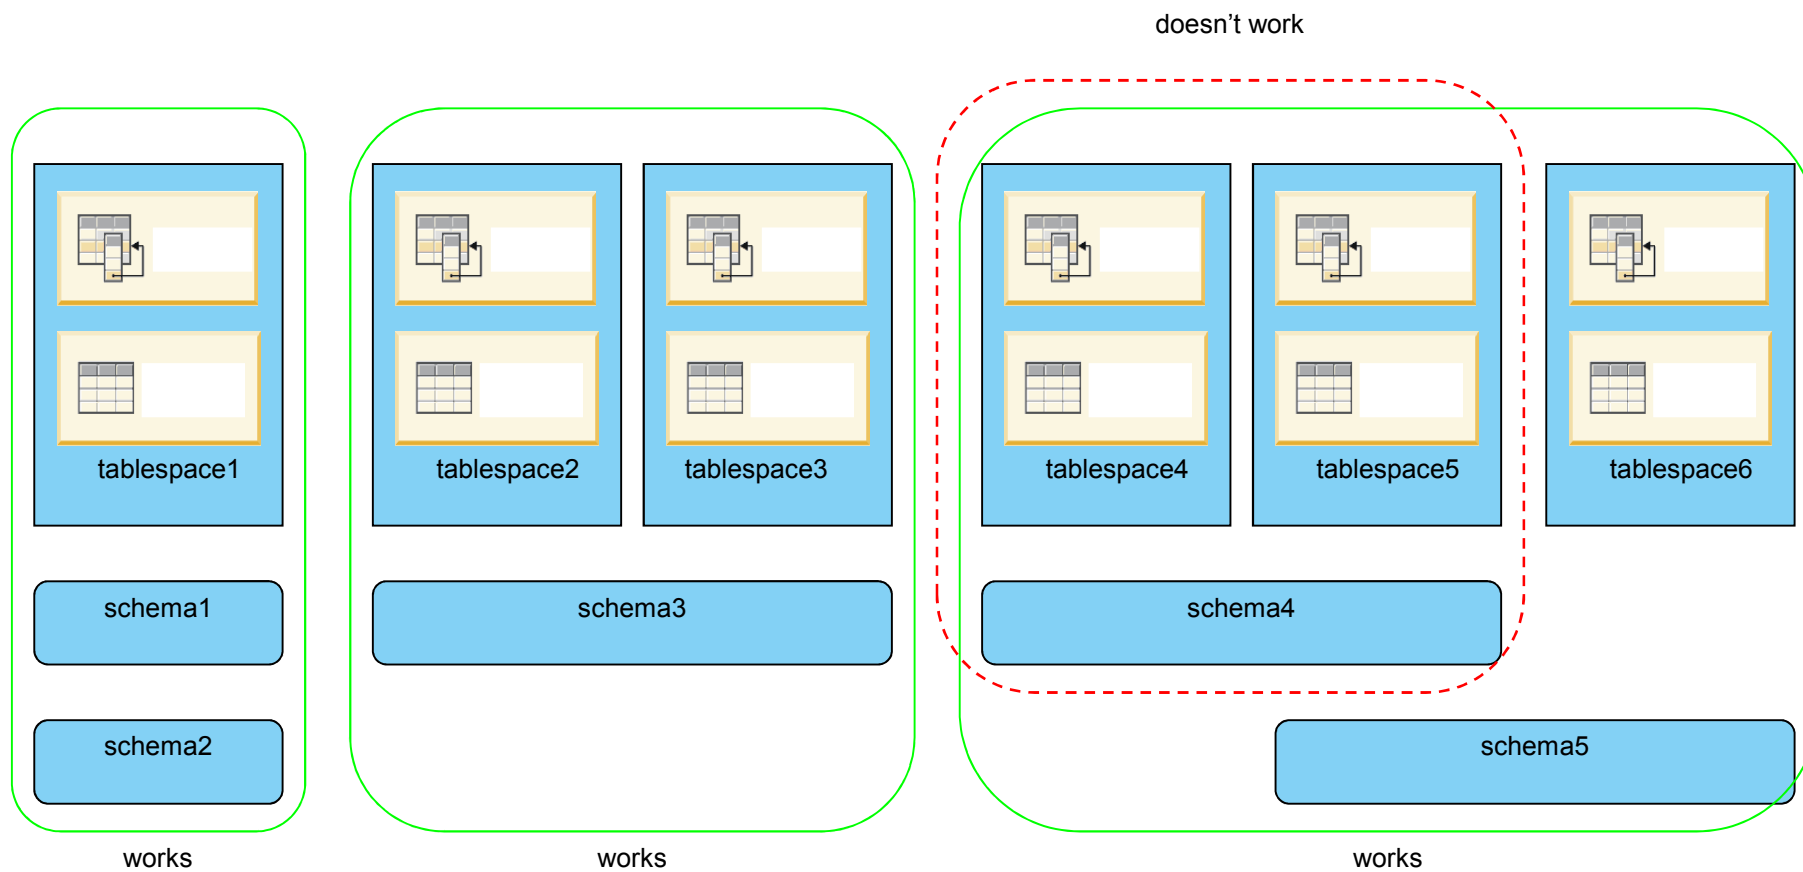 doesn't work
tablespace1
tablespace2
tablespace3
tablespace4
tablespace5
tablespace6
schema1
schema3
schema4
schema2
schema5
works
works
works